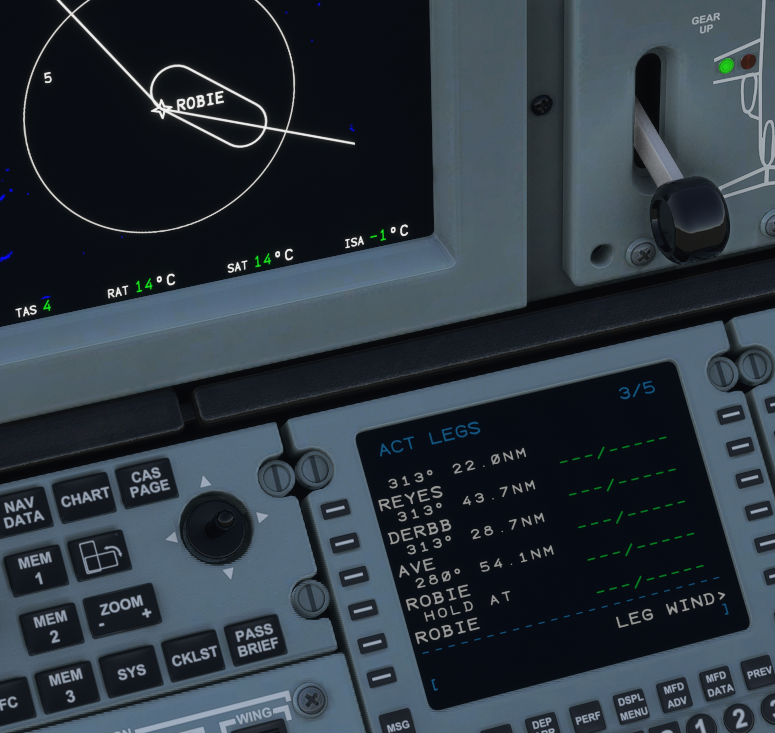 GEAR
UP
5
ROBIE
TAS 4
RAT 14°C
SAT 14°C
ISA -1°C
ACT LEGS 3/5
313° 22.0NM
REYES ---/------
313° 43.7NM
DERBB ---/------
313° 28.7NM
AVE ---/------
280° 54.1NM
ROBIE ---/------
HOLD AT
ROBIE ---/------
LEG WIND>
[ ]
NAV
DATA
CHART
CAS
PAGE
MEM
1
MEM
2
ZOOM
- +
FC
MEM
3
SYS
CKLST
PASS
BRIEF
WING
MSG
DEP
PERF
DSPL
MENU
MFD
ADV
MFD
DATA
PREV
1
2